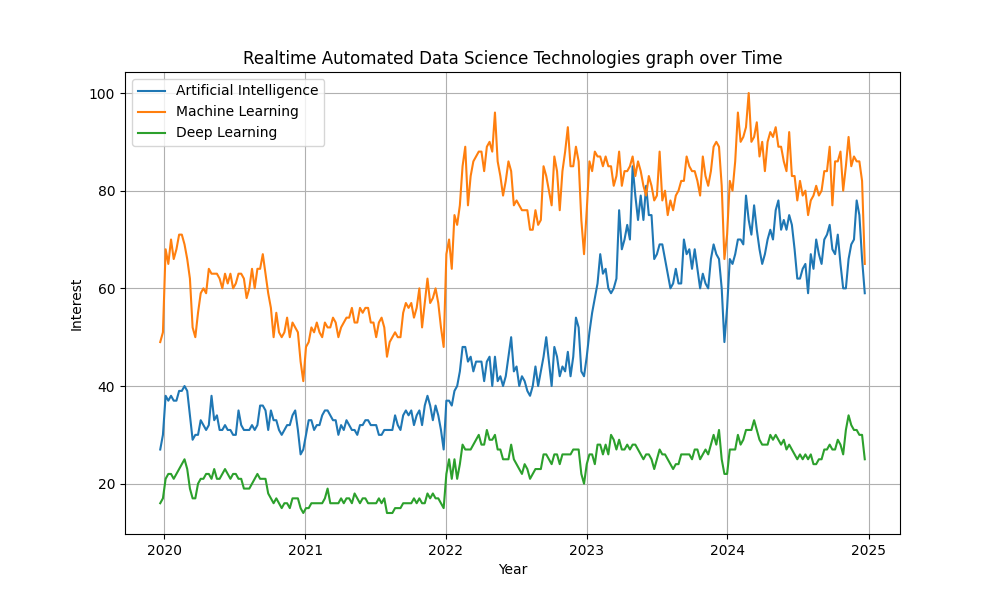 Realtime Automated Data Science Technologies graph over Time
Artificial Intelligence
Machine Learning
Deep Learning
100
80
60
40
20
Interest
2020 2021 2022 2023 2024 2025
Year